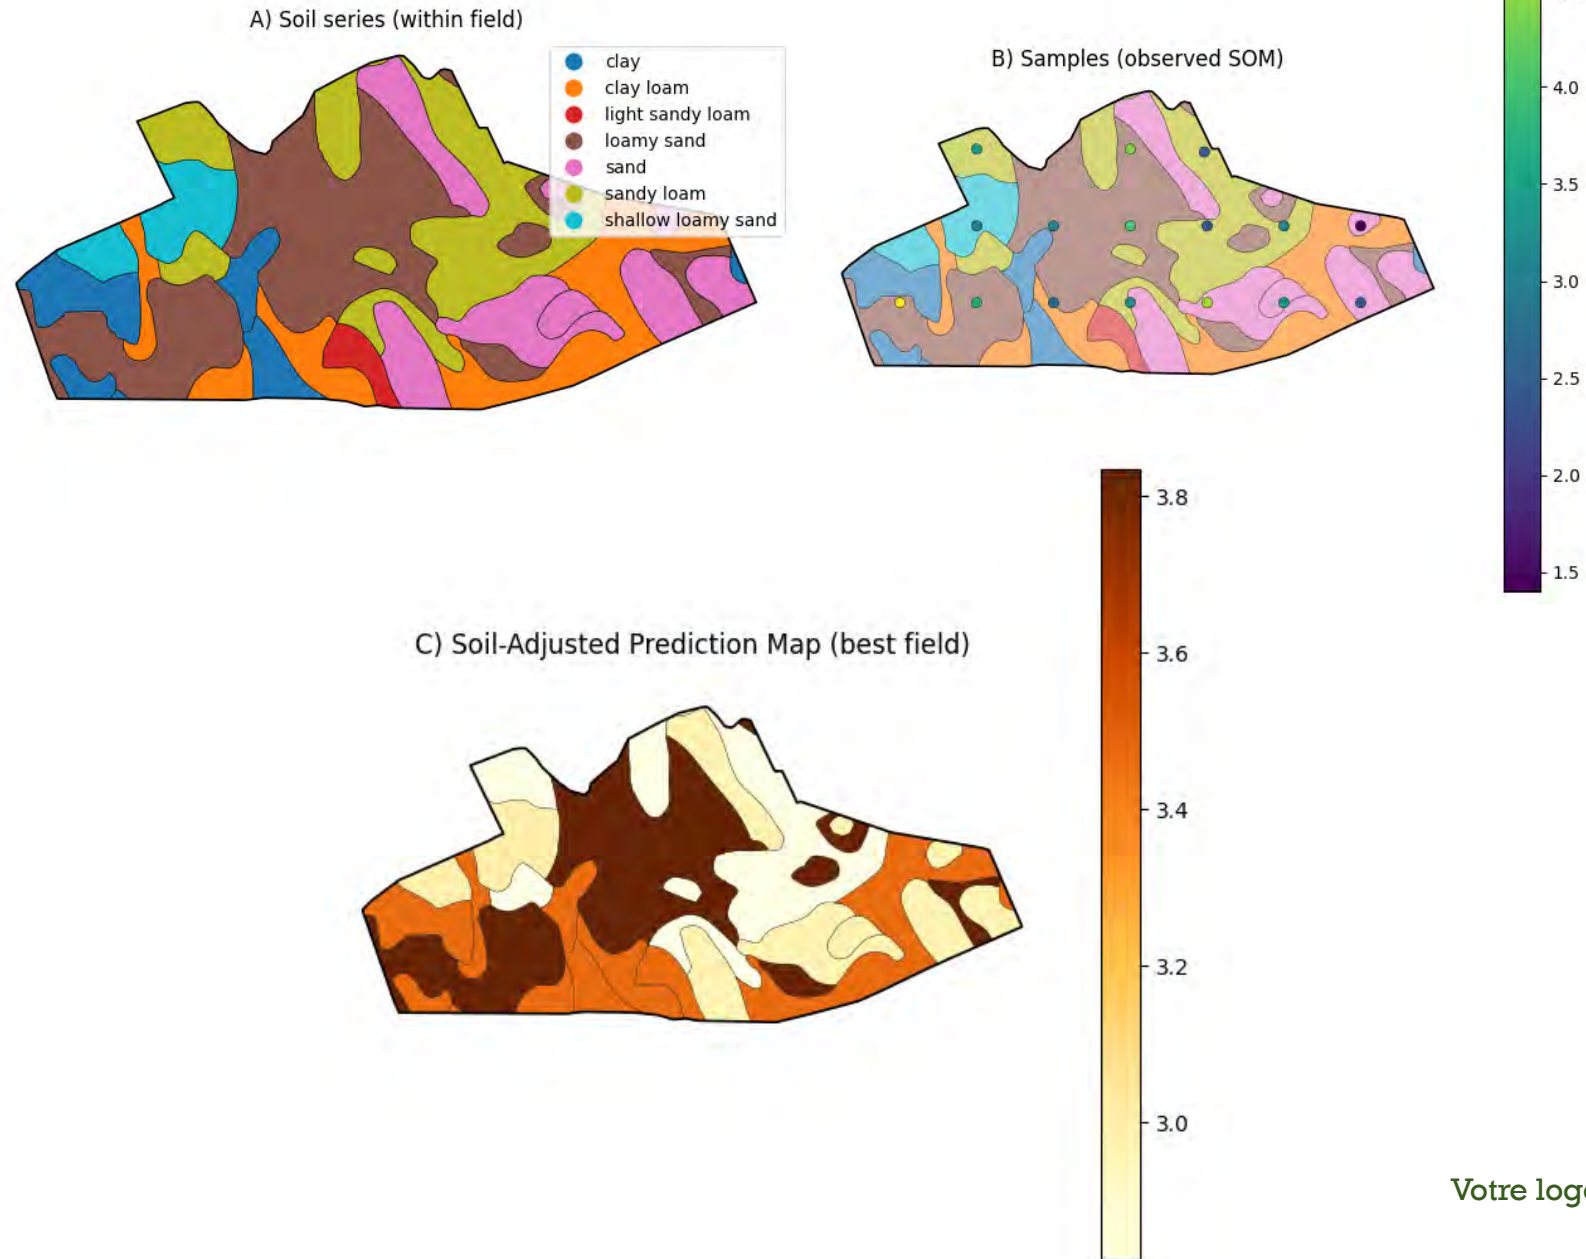 A) Soil series (within field)
clay
clay loam
light sandy loam
loamy sand
sand
sandy loam
shallow loamy sand
B) Samples (observed SOM)
4.0
3.5
3.0
2.5
2.0
1.5
C) Soil-Adjusted Prediction Map (best field)
3.8
3.6
3.4
3.2
3.0
Votre logo